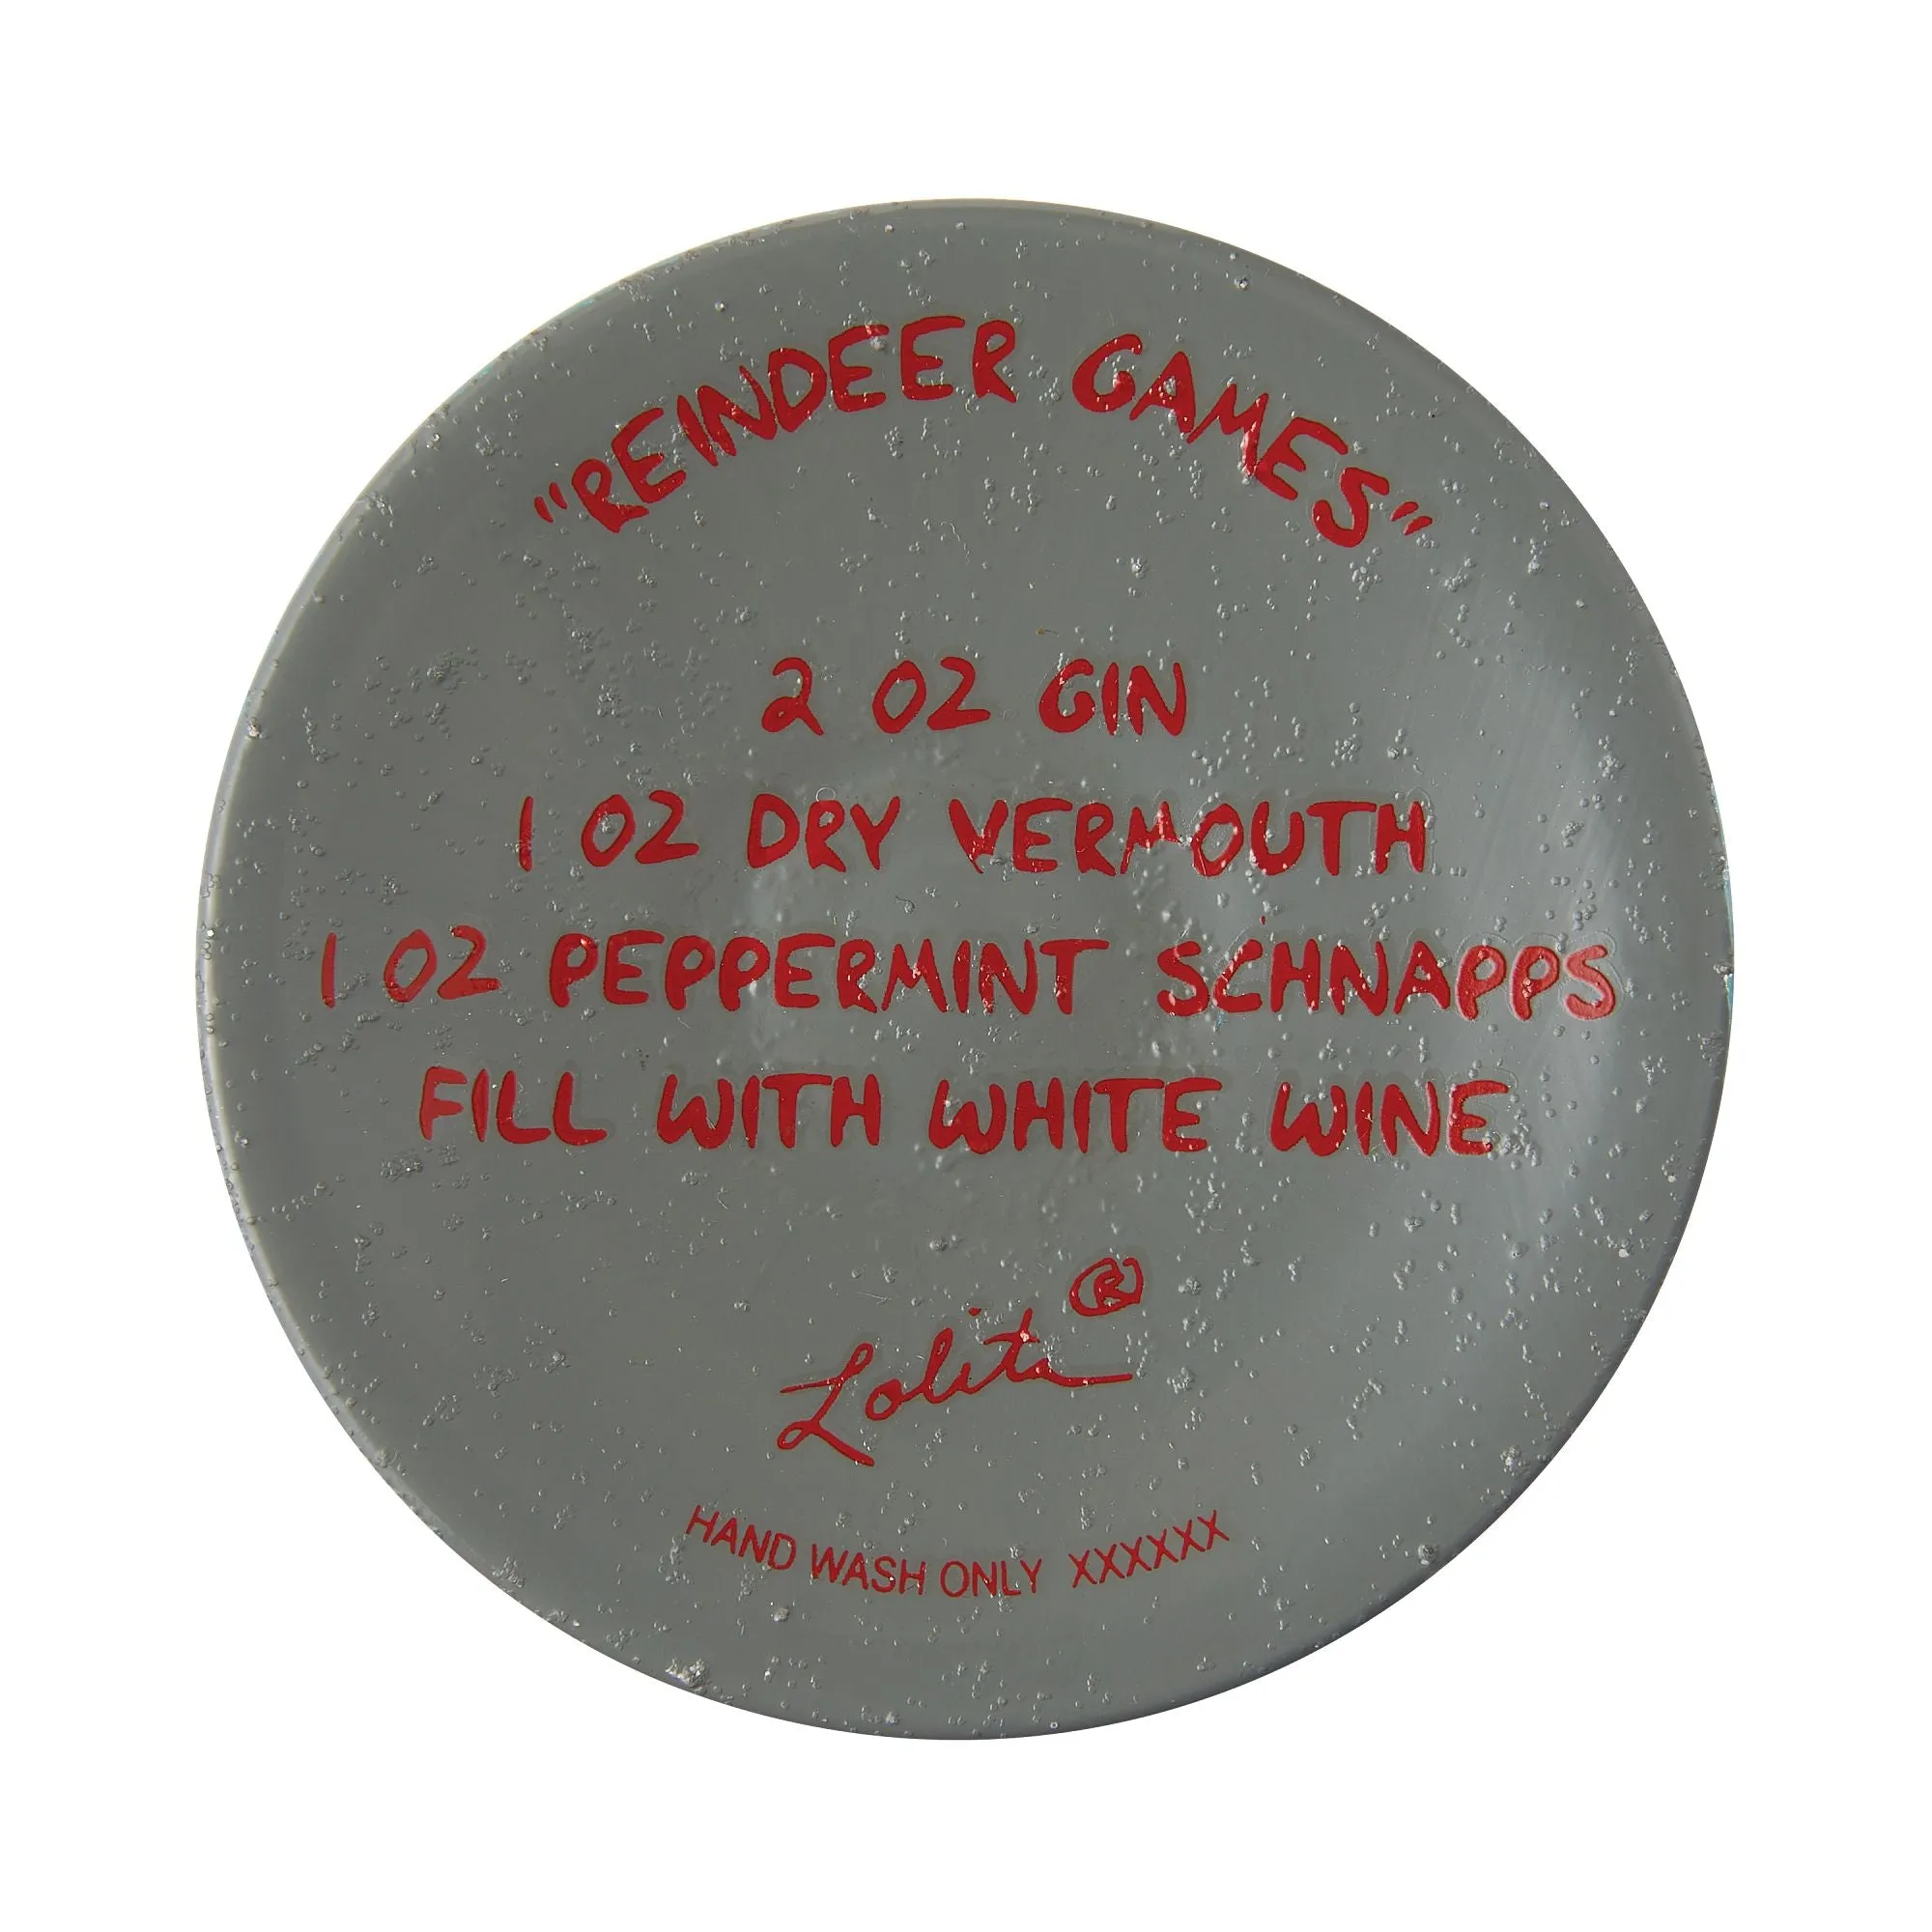 "REINDEER GAMES"
2 OZ GIN
1 OZ DRY VERMOUTH
1 OZ PEPPERMINT SCHNAPPS
FILL WITH WHITE WINE
Lolita®
HAND WASH ONLY XXXXXX